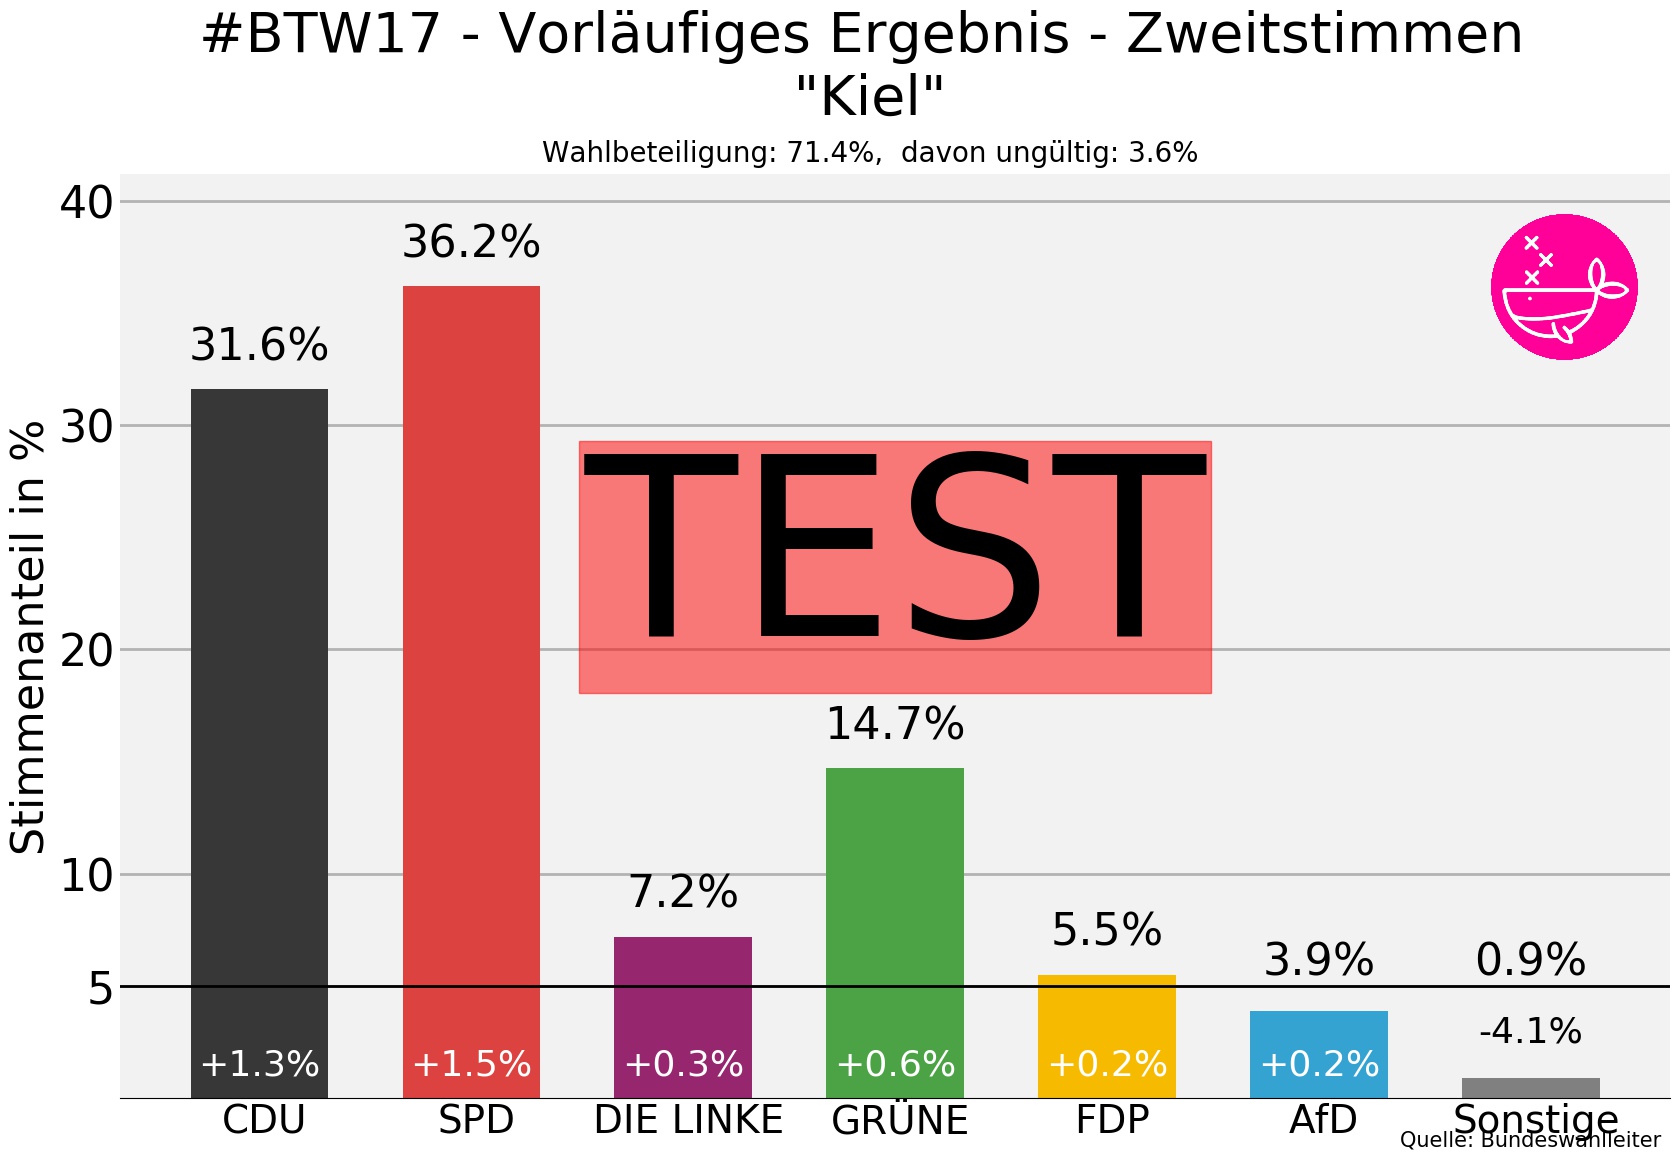 #BTW17 - Vorläufiges Ergebnis - Zweitstimmen
"Kiel"
Wahlbeteiligung: 71.4%,  davon ungültig: 3.6%
Stimmenanteil in %
40
30
20
10
5
31.6%
36.2%
7.2%
14.7%
5.5%
3.9%
0.9%
TEST
+1.3%
+1.5%
+0.3%
+0.6%
+0.2%
+0.2%
-4.1%
CDU
SPD
DIE LINKE
GRÜNE
FDP
AfD
Sonstige
Quelle: Bundeswahlleiter